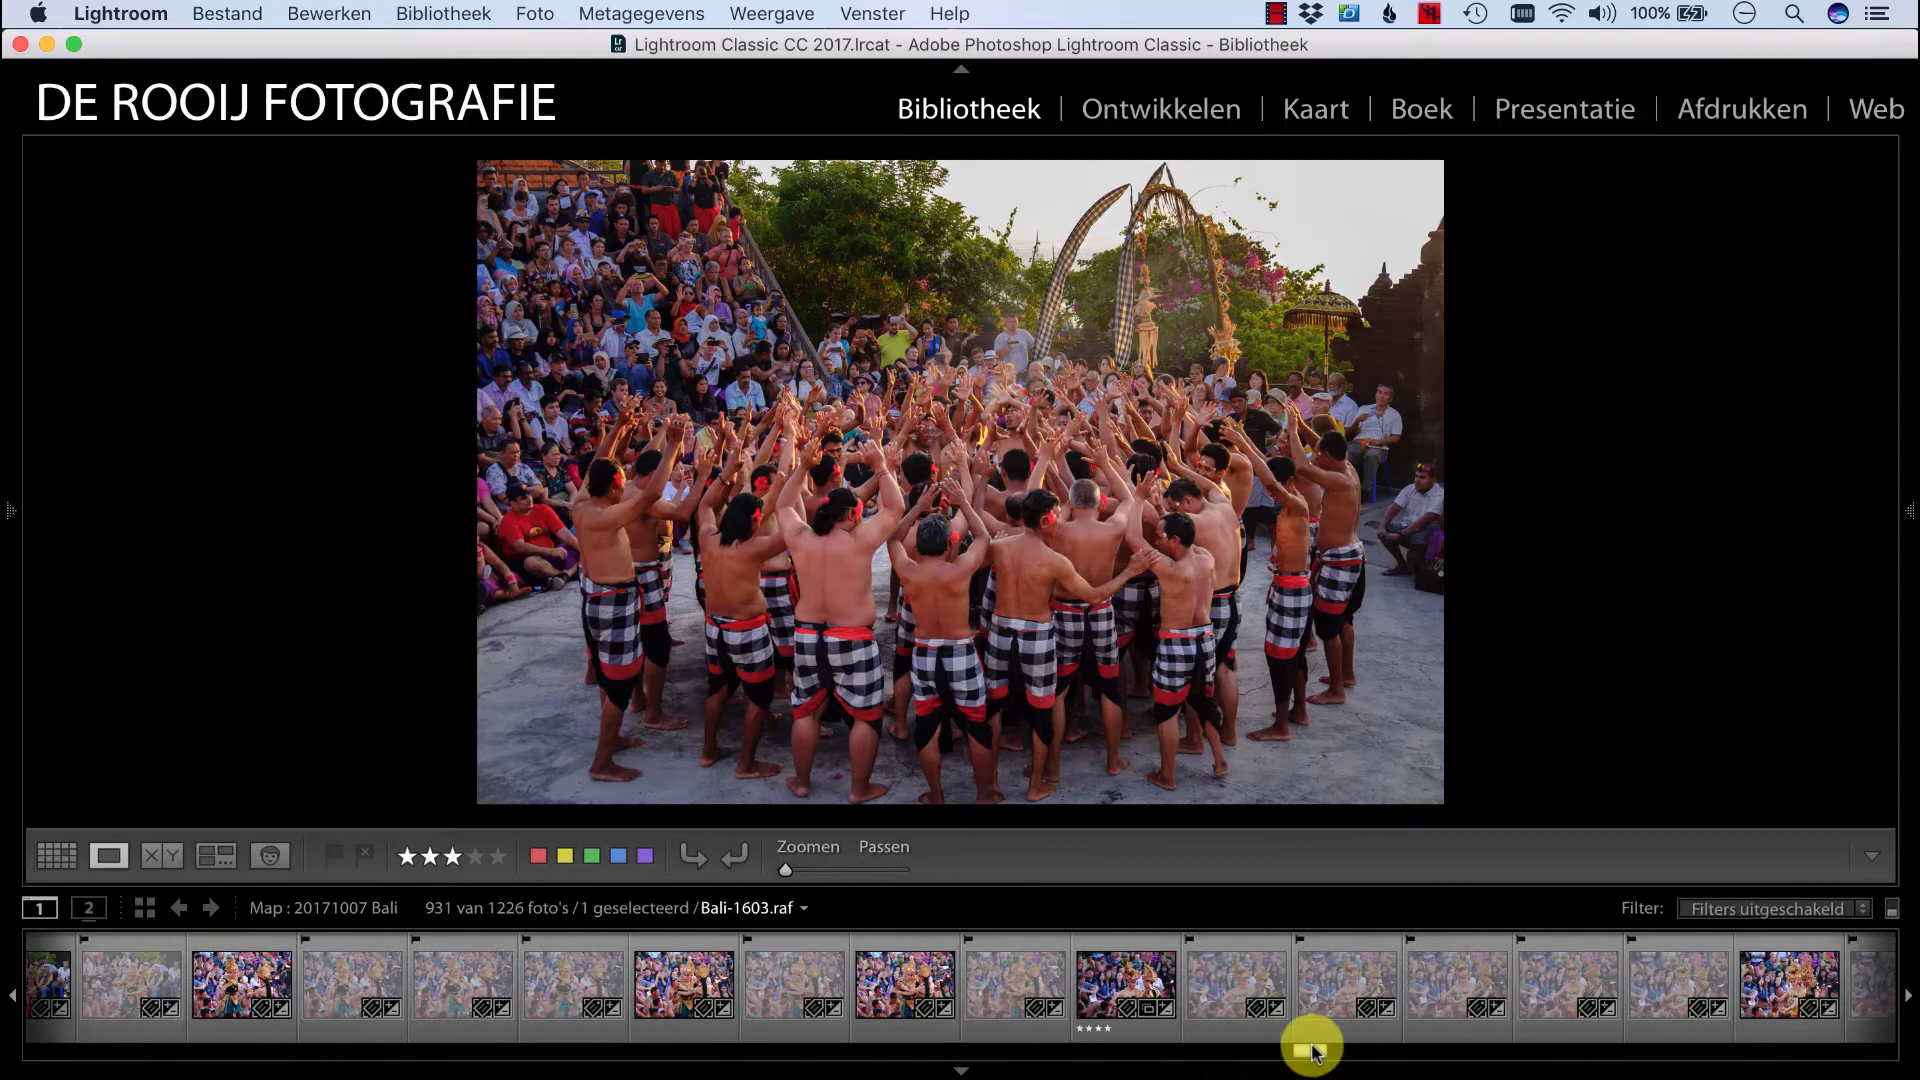 Lightroom Bestand Bewerken Bibliotheek Foto Metagegevens Weergave Venster Help 100%
Lightroom Classic CC 2017.lrcat - Adobe Photoshop Lightroom Classic - Bibliotheek
DE ROOIJ FOTOGRAFIE
Bibliotheek | Ontwikkelen | Kaart | Boek | Presentatie | Afdrukken | Web
X Y Zoomen Passen
1 2 Map : 20171007 Bali 931 van 1226 foto's / 1 geselecteerd / Bali-1603.raf Filter: Filters uitgeschakeld